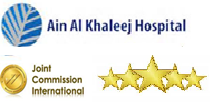 Ain Al Khaleej Hospital
Joint
Commission
International